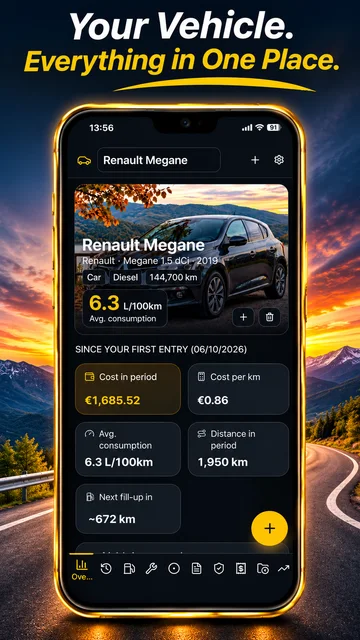 Your Vehicle.
Everything in One Place.
13:56
91
Renault Megane
Renault Megane
Renault · Megane 1.5 dCi · 2019
Car Diesel 144,700 km
6.3 L/100km
Avg. consumption
SINCE YOUR FIRST ENTRY (06/10/2026)
Cost in period
€1,685.52
Cost per km
€0.86
Avg.
consumption
6.3 L/100km
Distance in
period
1,950 km
Next fill-up in
~672 km
Ove...